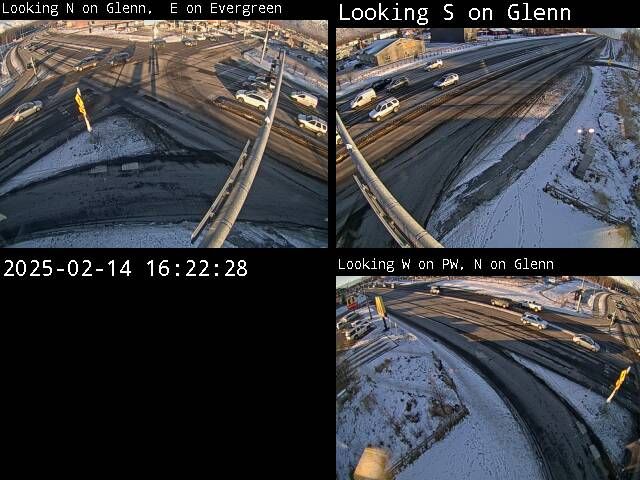 Looking N on Glenn,  E on Evergreen
Looking S on Glenn
2025-02-14 16:22:28
Looking W on PW, N on Glenn